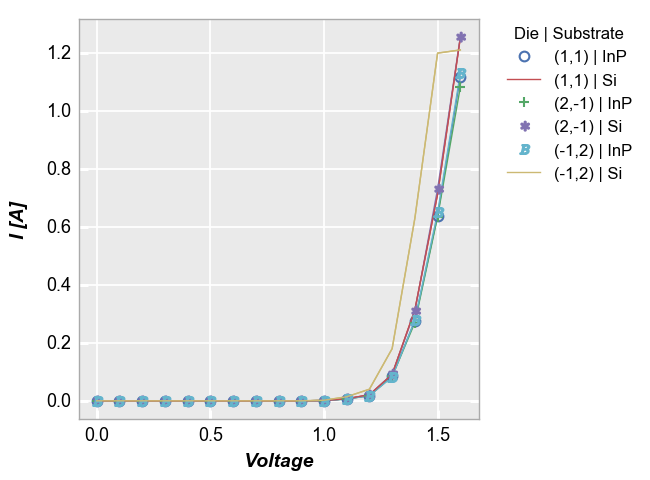 Die | Substrate
(1,1) | InP
(1,1) | Si
(2,-1) | InP
(2,-1) | Si
B (-1,2) | InP
(-1,2) | Si
1.2
1.0
0.8
0.6
0.4
0.2
0.0
I [A]
0.0 0.5 1.0 1.5
Voltage